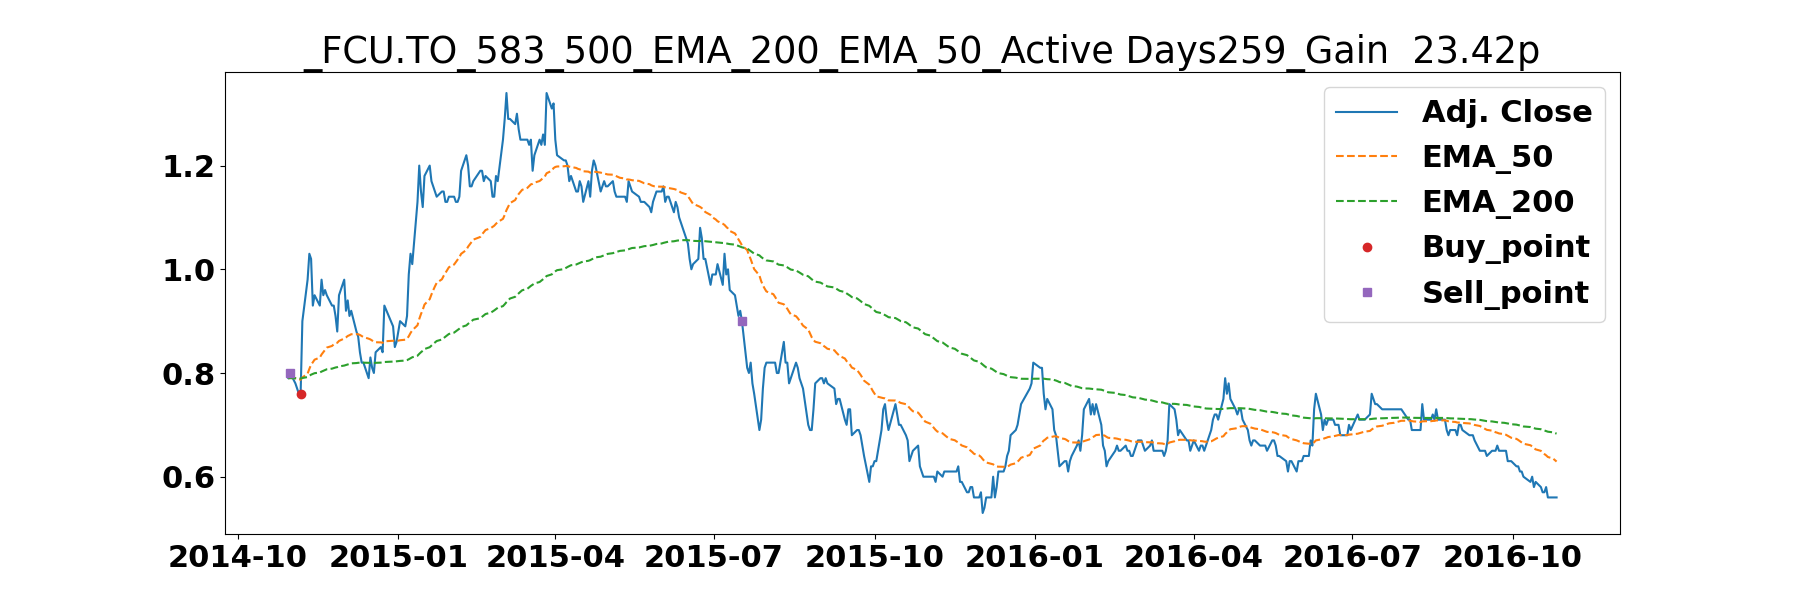 _FCU.TO_583_500_EMA_200_EMA_50_Active Days259_Gain  23.42p
Adj. Close
EMA_50
EMA_200
Buy_point
Sell_point
1.2
1.0
0.8
0.6
2014-10 2015-01 2015-04 2015-07 2015-10 2016-01 2016-04 2016-07 2016-10